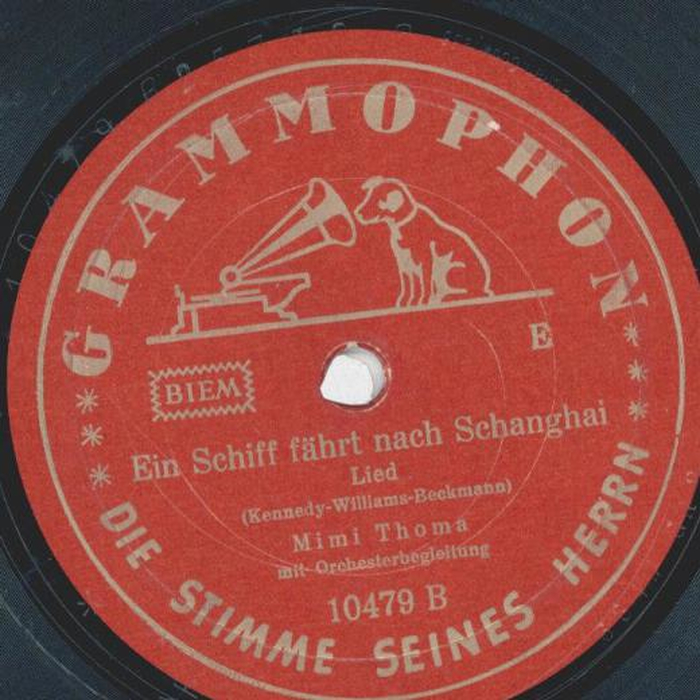 GRAMMOPHON
E
BIEM
Ein Schiff fährt nach Schanghai
Lied
(Kennedy-Williams-Beckmann)
Mimi Thoma
mit Orchesterbegleitung
10479 B
DIE STIMME SEINES HERRN